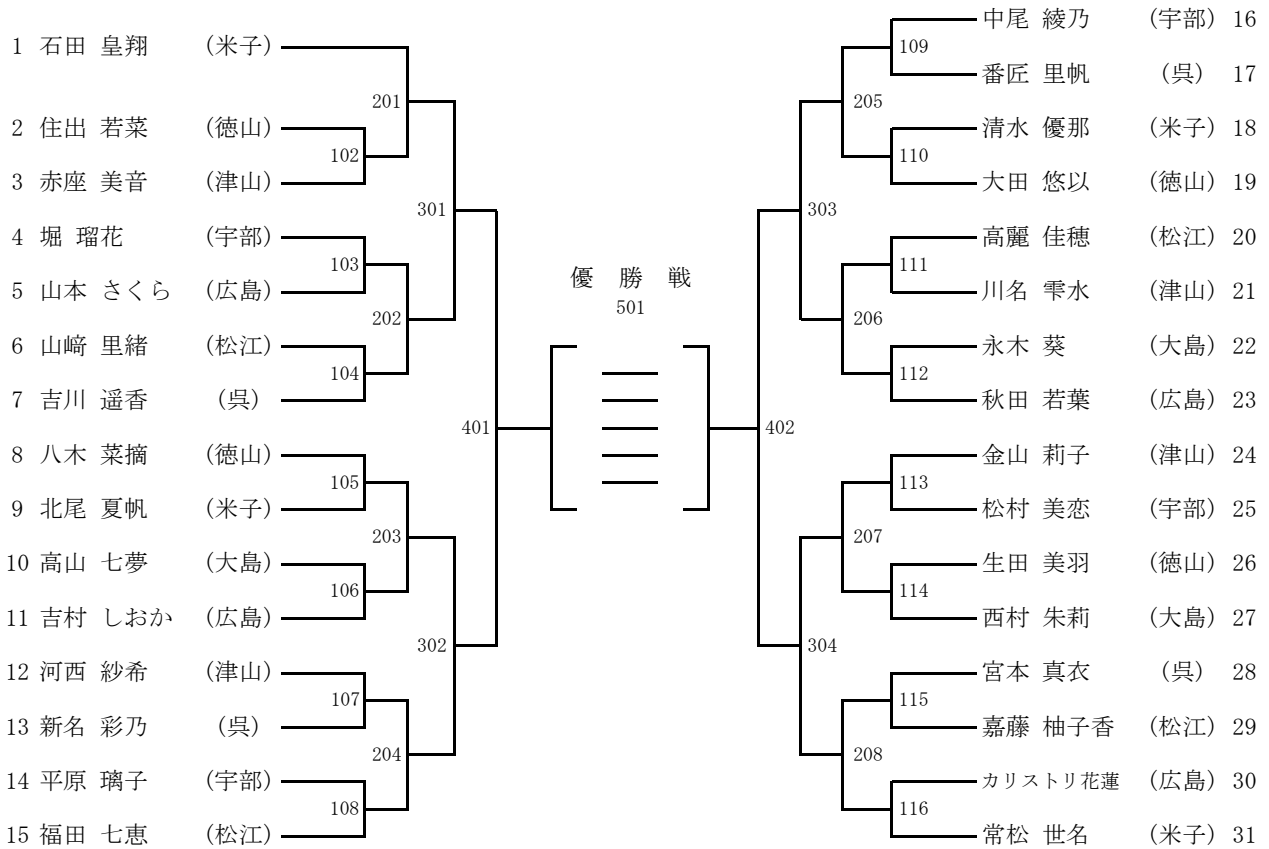 1 石田 皇翔 (米子)
2 住出 若菜 (徳山)
3 赤座 美音 (津山)
4 堀 瑠花 (宇部)
5 山本 さくら (広島)
6 山﨑 里緒 (松江)
7 吉川 遥香 (呉)
8 八木 菜摘 (徳山)
9 北尾 夏帆 (米子)
10 高山 七夢 (大島)
11 吉村 しおか (広島)
12 河西 紗希 (津山)
13 新名 彩乃 (呉)
14 平原 璃子 (宇部)
15 福田 七恵 (松江)
102
103
104
105
106
107
108
201
202
203
204
301
302
401
優 勝 戦
501
402
303
304
205
206
207
208
109
110
111
112
113
114
115
116
中尾 綾乃 (宇部) 16
番匠 里帆 (呉) 17
清水 優那 (米子) 18
大田 悠以 (徳山) 19
高麗 佳穂 (松江) 20
川名 雫水 (津山) 21
永木 葵 (大島) 22
秋田 若葉 (広島) 23
金山 莉子 (津山) 24
松村 美恋 (宇部) 25
生田 美羽 (徳山) 26
西村 朱莉 (大島) 27
宮本 真衣 (呉) 28
嘉藤 柚子香 (松江) 29
カリストリ花蓮 (広島) 30
常松 世名 (米子) 31